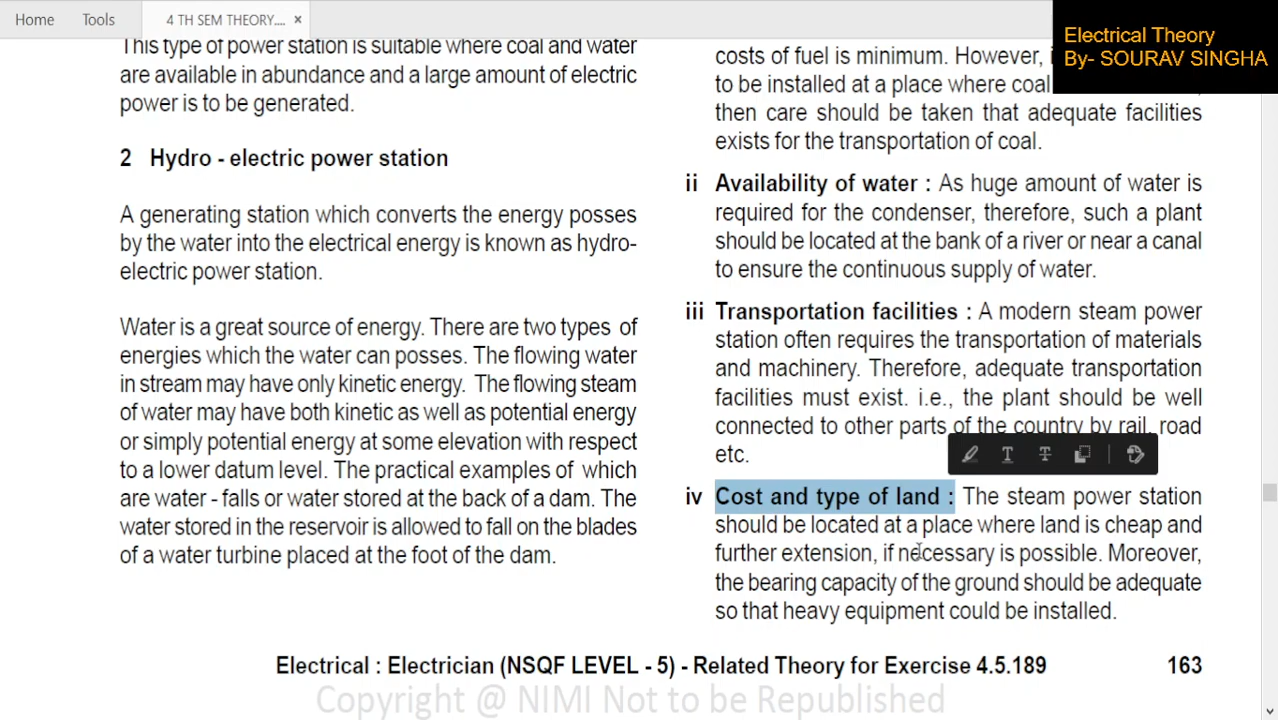 Home Tools 4 TH SEM THEORY.... ×
Electrical Theory
By- SOURAV SINGHA
This type of power station is suitable where coal and water
are available in abundance and a large amount of electric
power is to be generated.
2 Hydro - electric power station
A generating station which converts the energy posses
by the water into the electrical energy is known as hydro-
electric power station.
Water is a great source of energy. There are two types of
energies which the water can posses. The flowing water
in stream may have only kinetic energy. The flowing steam
of water may have both kinetic as well as potential energy
or simply potential energy at some elevation with respect
to a lower datum level. The practical examples of which
are water - falls or water stored at the back of a dam. The
water stored in the reservoir is allowed to fall on the blades
of a water turbine placed at the foot of the dam.
costs of fuel is minimum. However,
to be installed at a place where coal
then care should be taken that adequate facilities
exists for the transportation of coal.
ii Availability of water : As huge amount of water is
required for the condenser, therefore, such a plant
should be located at the bank of a river or near a canal
to ensure the continuous supply of water.
iii Transportation facilities : A modern steam power
station often requires the transportation of materials
and machinery. Therefore, adequate transportation
facilities must exist. i.e., the plant should be well
connected to other parts of the country by rail, road
etc.
iv Cost and type of land : The steam power station
should be located at a place where land is cheap and
further extension, if necessary is possible. Moreover,
the bearing capacity of the ground should be adequate
so that heavy equipment could be installed.
Electrical : Electrician (NSQF LEVEL - 5) - Related Theory for Exercise 4.5.189 163
Copyright @ NIMI Not to be Republished